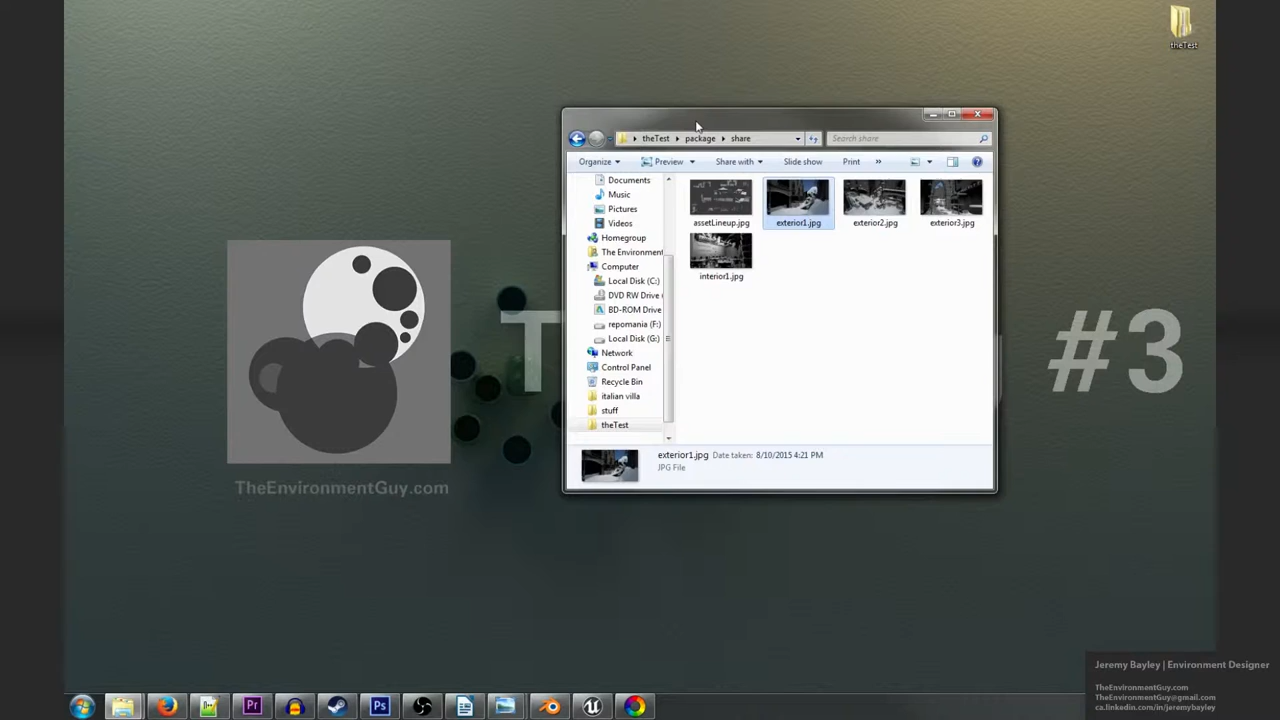 theTest
theTest package share
Search share
Organize Preview Share with Slide show Print »
Documents
Music
Pictures
Videos
Homegroup
The Environment
Computer
Local Disk (C:)
DVD RW Drive
BD-ROM Drive
repomania (F:)
Local Disk (G:)
Network
Control Panel
Recycle Bin
italian villa
stuff
theTest
assetLineup.jpg exterior1.jpg exterior2.jpg exterior3.jpg
interior1.jpg
exterior1.jpg Date taken: 8/10/2015 4:21 PM
JPG File
T #3
TheEnvironmentGuy.com
Pr Ps
Jeremy Bayley | Environment Designer
TheEnvironmentGuy.com
TheEnvironmentGuy@gmail.com
ca.linkedin.com/in/jeremybayley